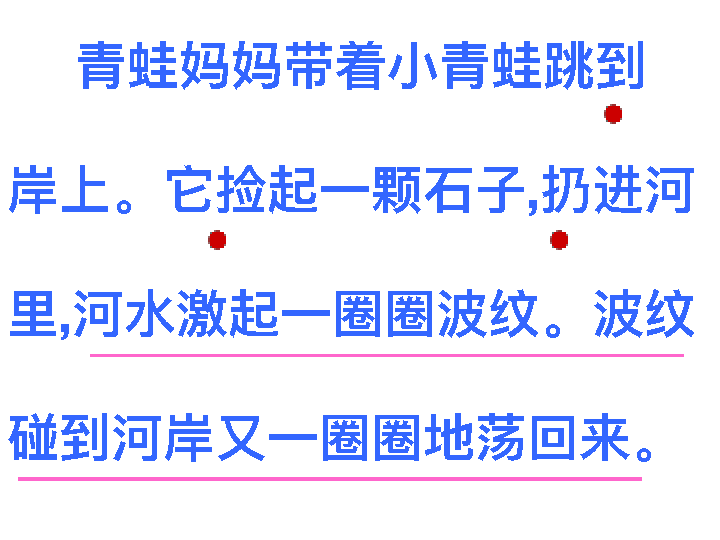 青蛙妈妈带着小青蛙跳到
岸上。它捡起一颗石子,扔进河
里,河水激起一圈圈波纹。波纹
碰到河岸又一圈圈地荡回来。